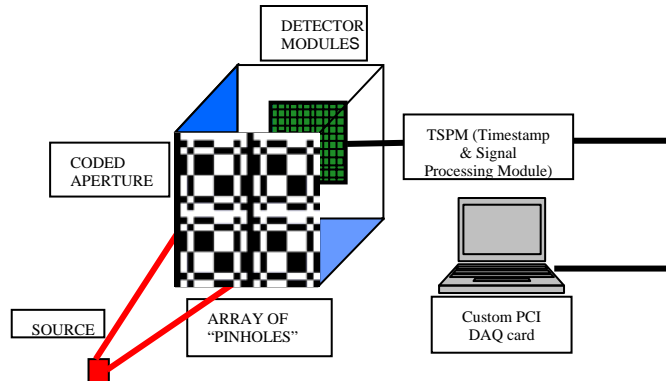 DETECTOR
MODULES
CODED
APERTURE
TSPM (Timestamp
& Signal
Processing Module)
SOURCE
ARRAY OF
“PINHOLES”
Custom PCI
DAQ card